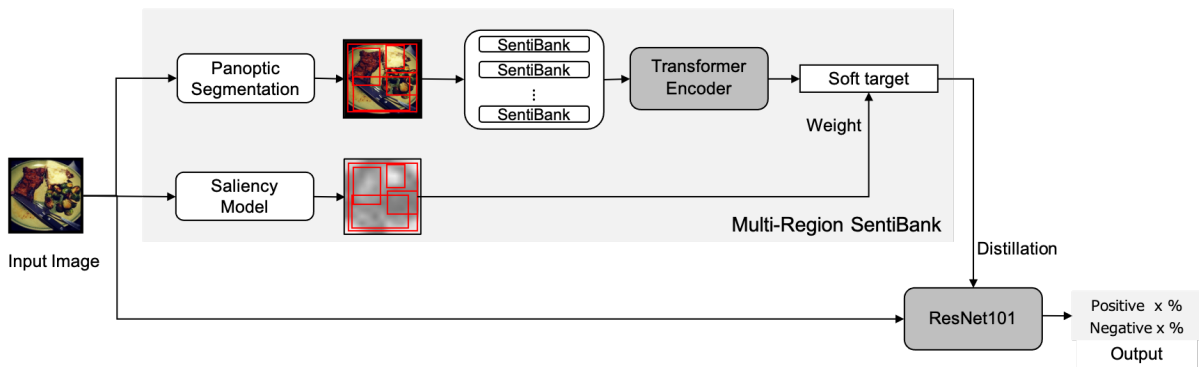 Panoptic
Segmentation
SentiBank
SentiBank
⋮
SentiBank
Transformer
Encoder
Soft target
Weight
Saliency
Model
Multi-Region SentiBank
Input Image
Distillation
ResNet101
Positive x %
Negative x %
Output